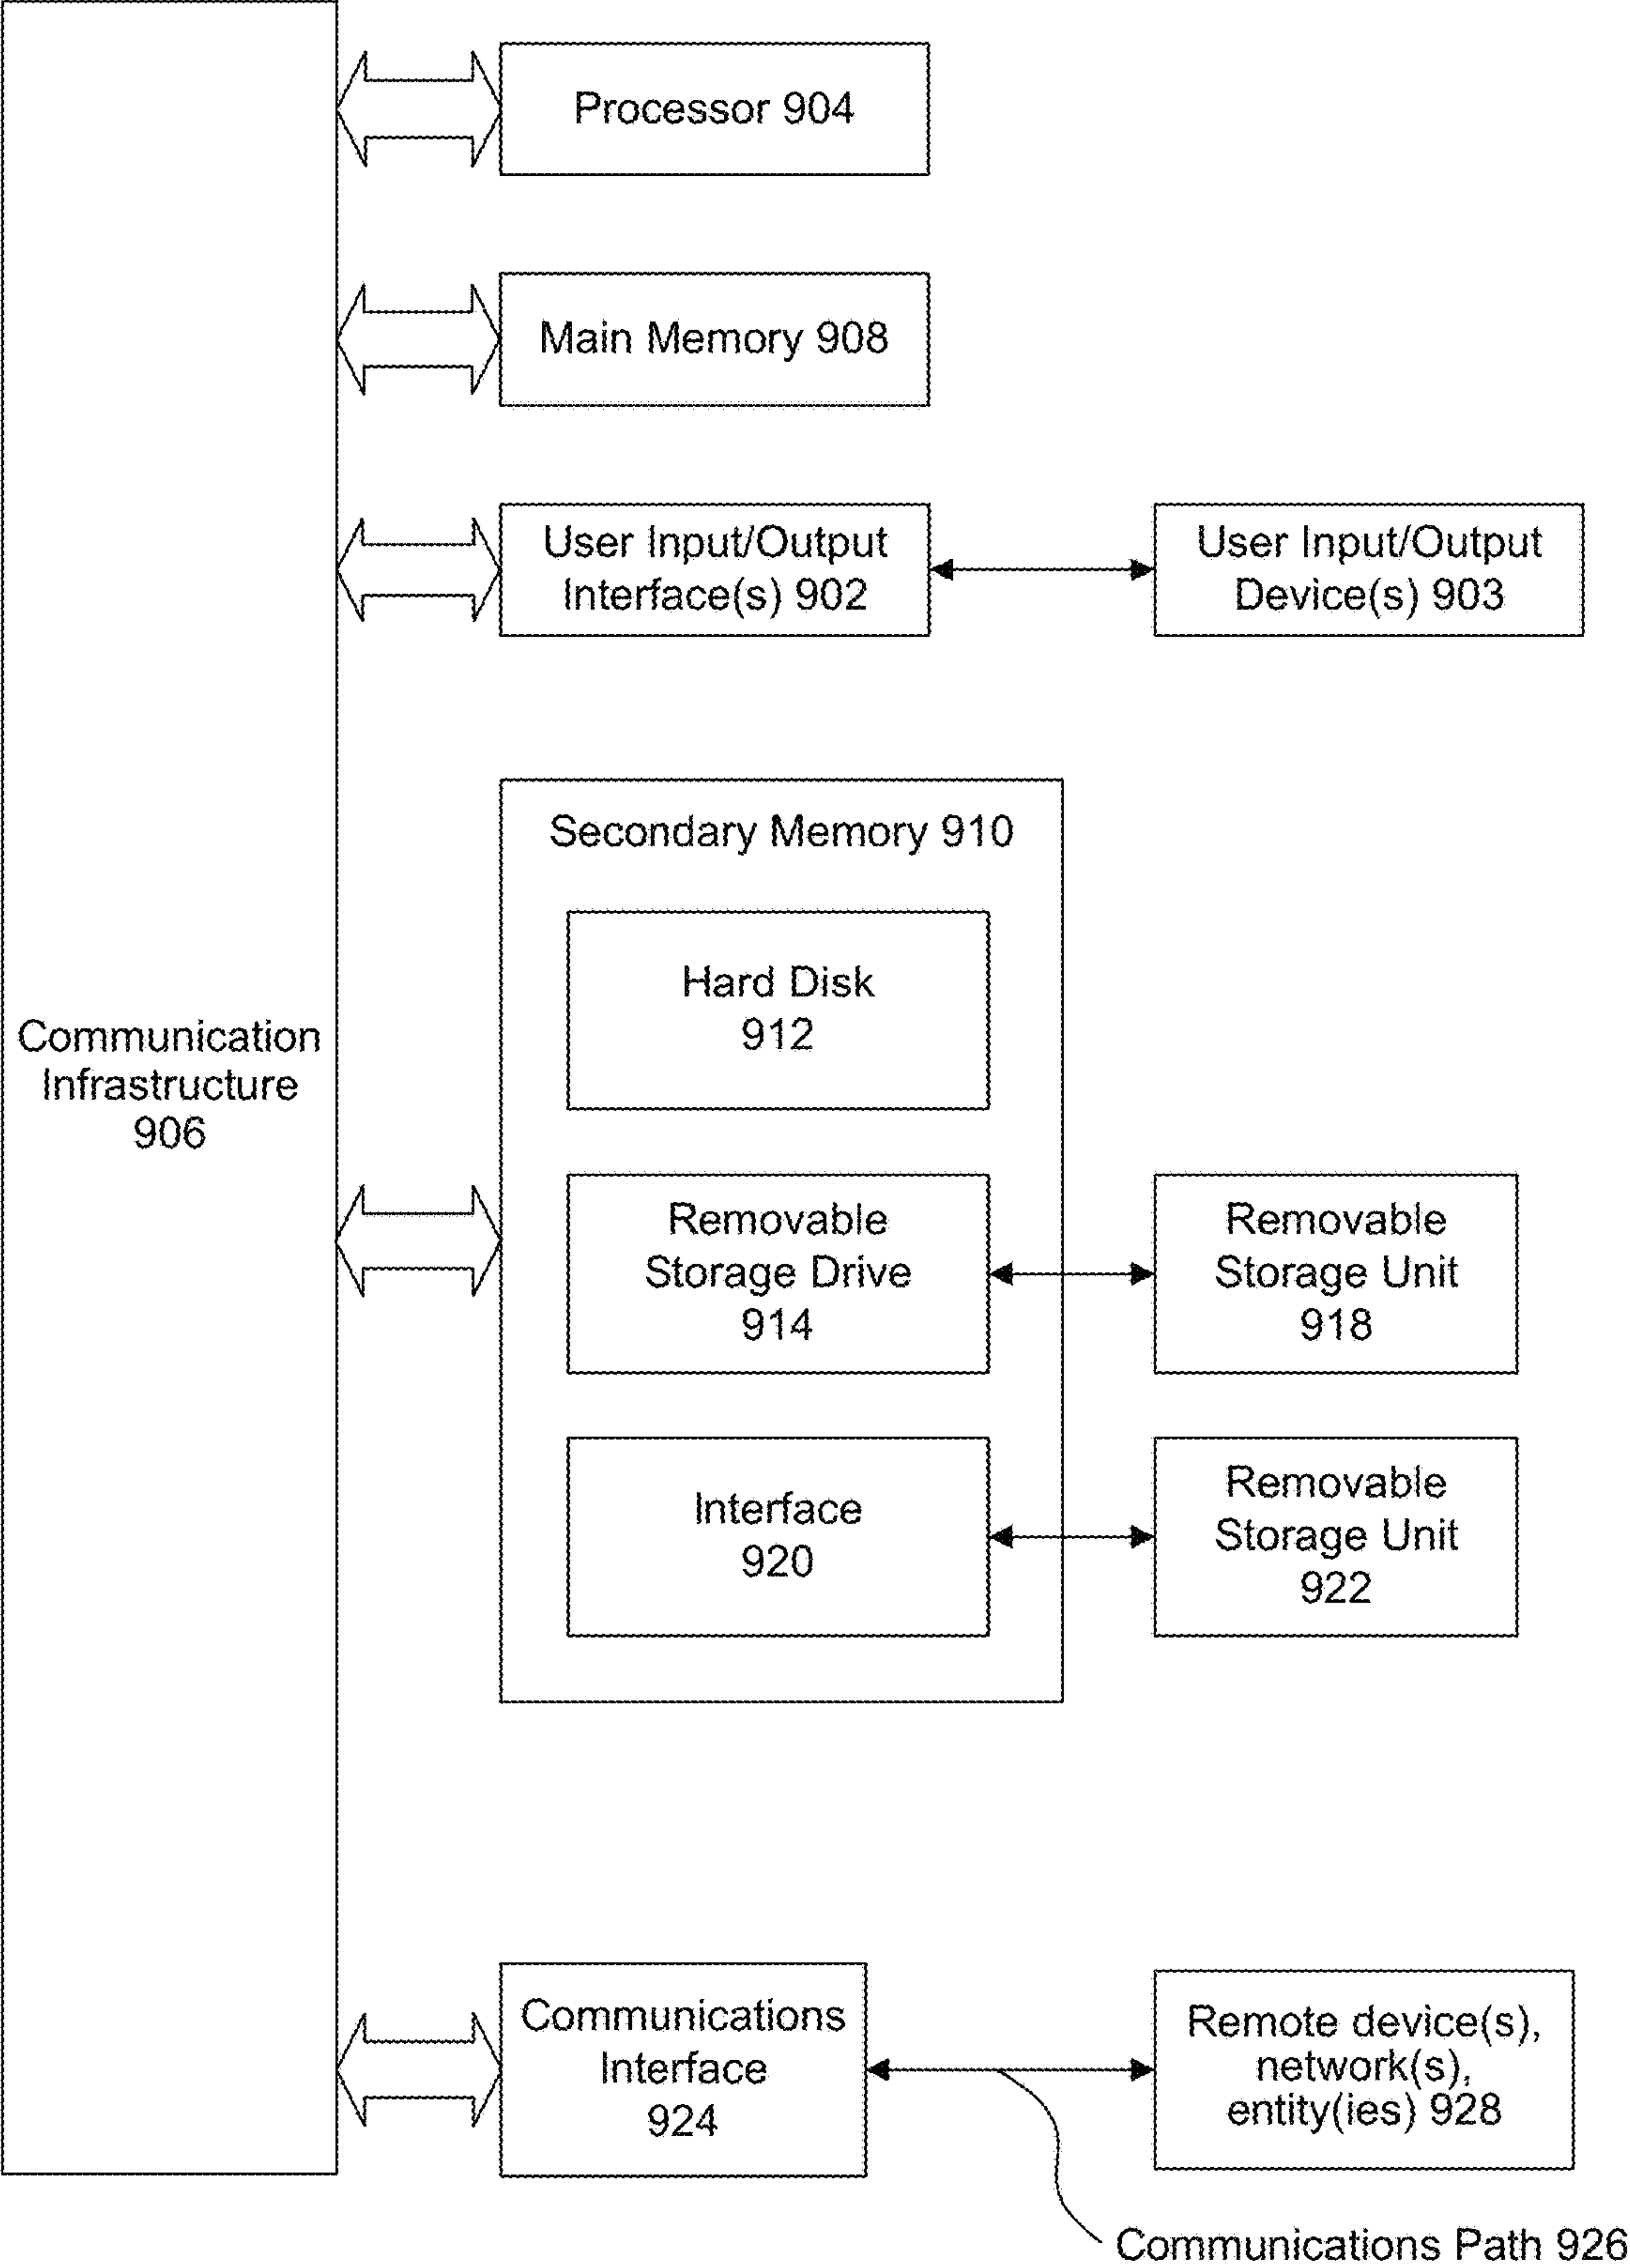 Processor 904
Main Memory 908
User Input/Output
Interface(s) 902
User Input/Output
Device(s) 903
Secondary Memory 910
Hard Disk
912
Communication
Infrastructure
906
Removable
Storage Drive
914
Removable
Storage Unit
918
Interface
920
Removable
Storage Unit
922
Communications
Interface
924
Remote device(s),
network(s),
entity(ies) 928
Communications Path 926